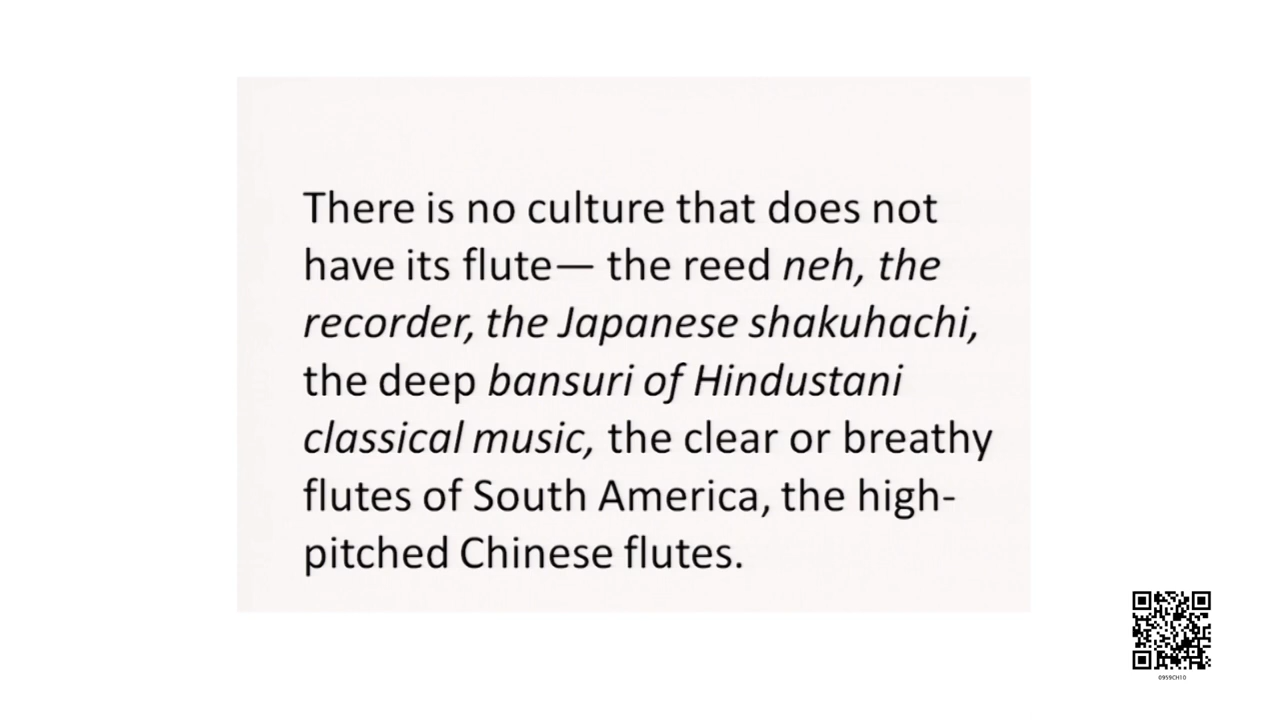 There is no culture that does not
have its flute— the reed neh, the
recorder, the Japanese shakuhachi,
the deep bansuri of Hindustani
classical music, the clear or breathy
flutes of South America, the high-
pitched Chinese flutes.
0959CH10